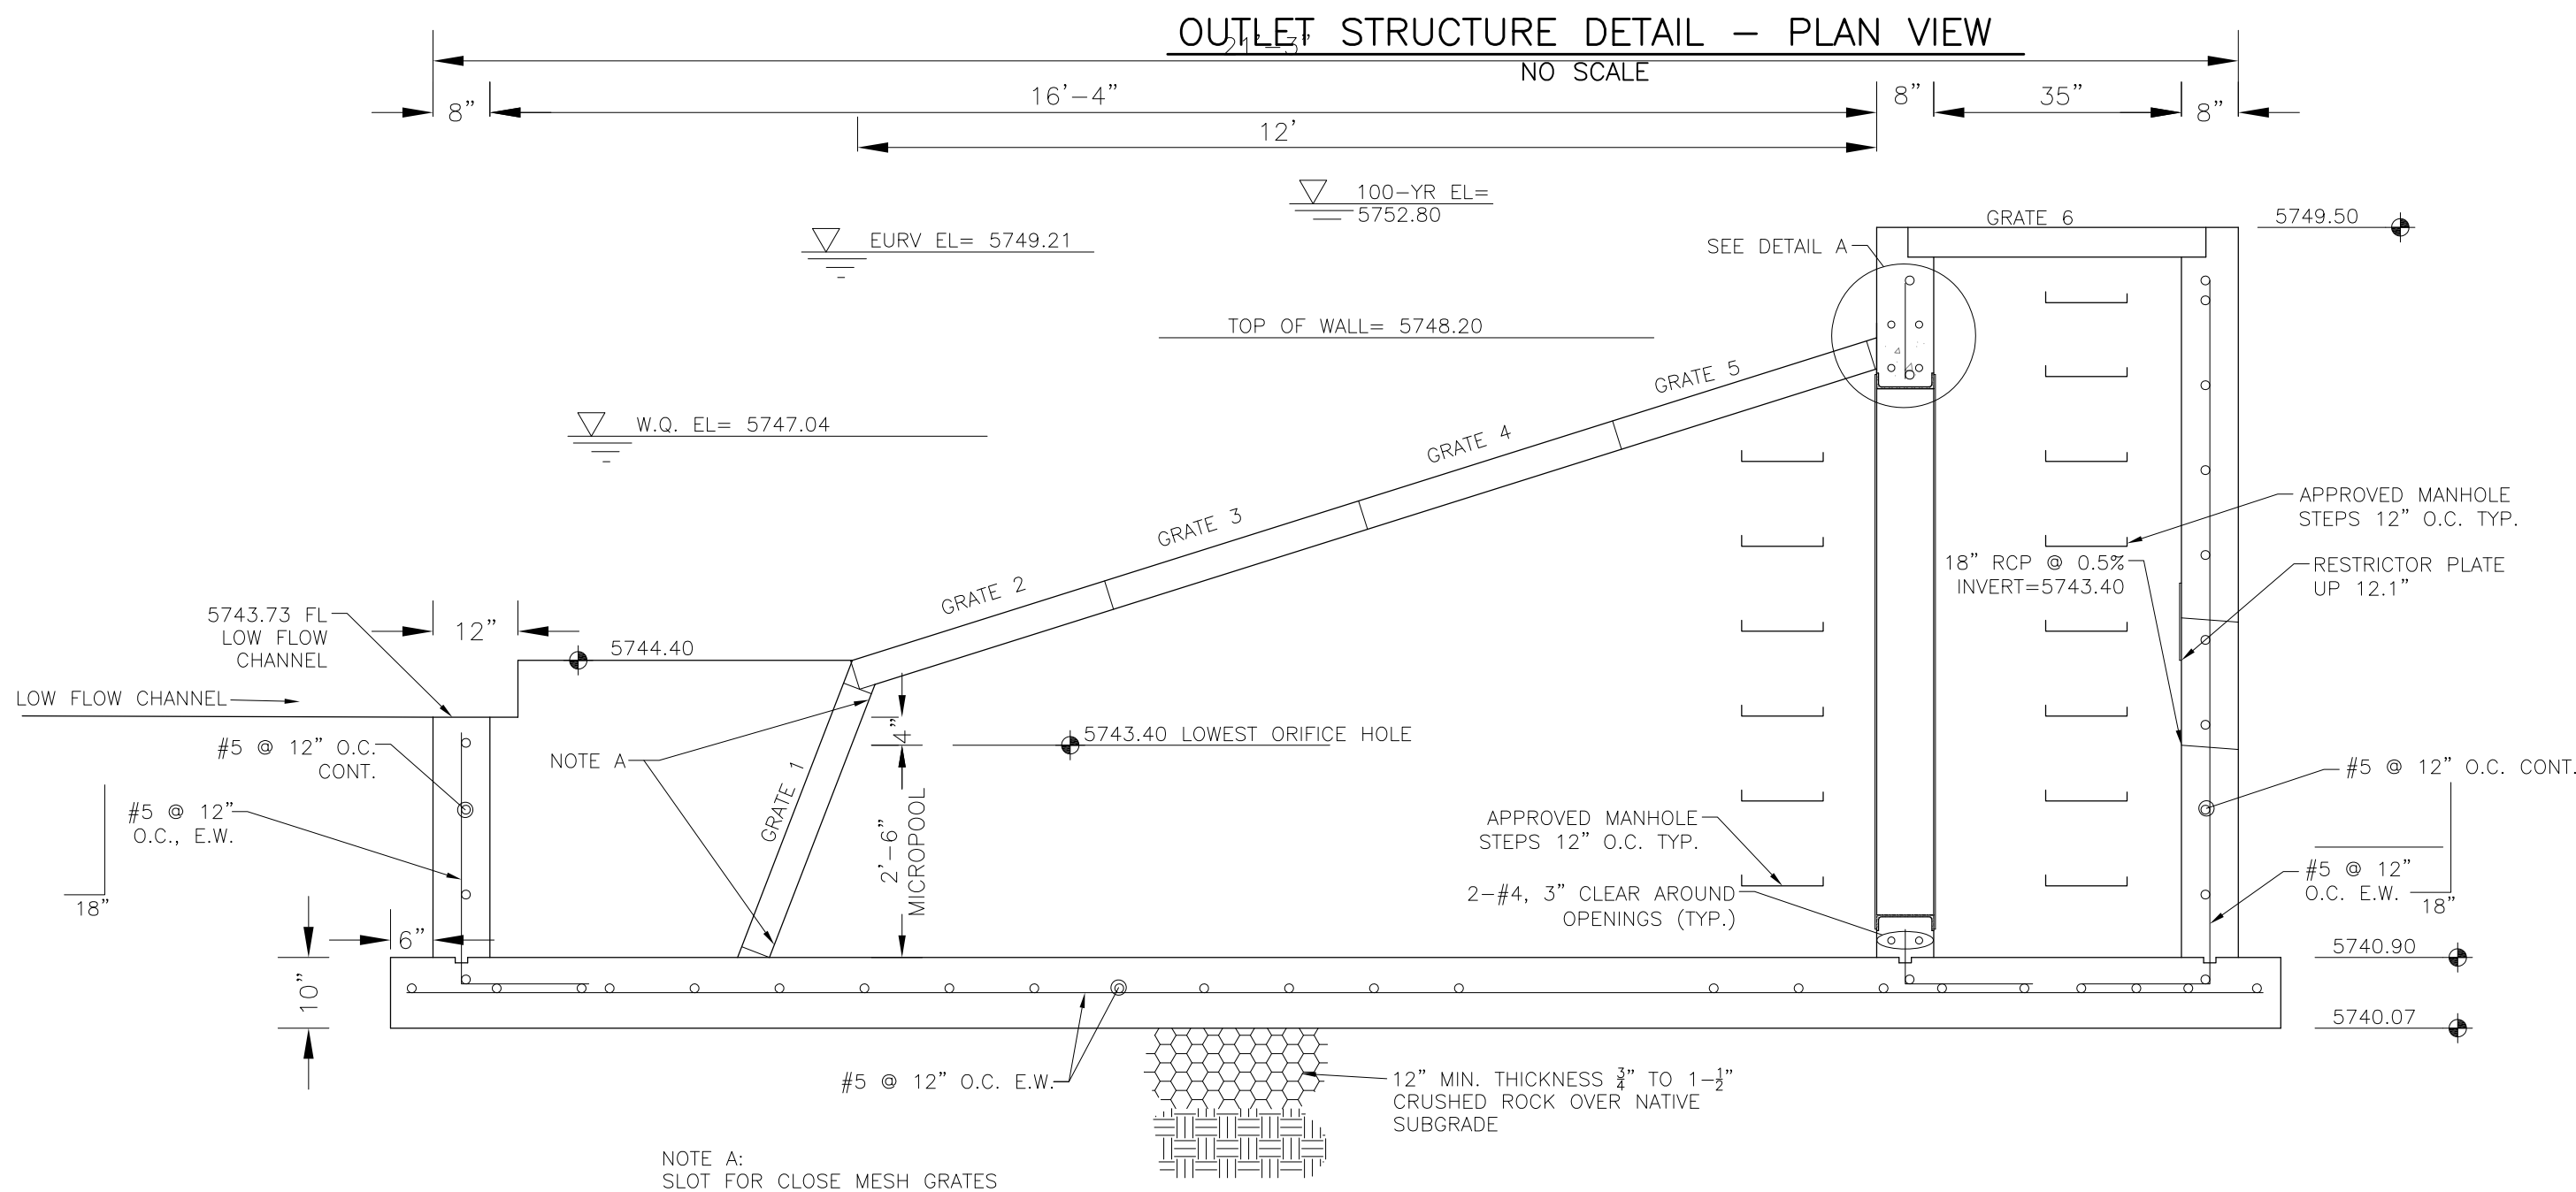 OUTLET STRUCTURE DETAIL – PLAN VIEW
21'-3"
NO SCALE
8"
16'-4"
8"
35"
8"
12'
100-YR EL=
5752.80
EURV EL= 5749.21
GRATE 6
5749.50
SEE DETAIL A
TOP OF WALL= 5748.20
GRATE 5
W.Q. EL= 5747.04
GRATE 4
GRATE 3
GRATE 2
APPROVED MANHOLE
STEPS 12" O.C. TYP.
18" RCP @ 0.5%
INVERT=5743.40
RESTRICTOR PLATE
UP 12.1"
5743.73 FL
LOW FLOW
CHANNEL
12"
5744.40
LOW FLOW CHANNEL
4"
5743.40 LOWEST ORIFICE HOLE
#5 @ 12" O.C.
CONT.
NOTE A
GRATE 1
#5 @ 12" O.C. CONT.
#5 @ 12"
O.C., E.W.
2'-6"
MICROPOOL
APPROVED MANHOLE
STEPS 12" O.C. TYP.
2-#4, 3" CLEAR AROUND
OPENINGS (TYP.)
#5 @ 12"
O.C. E.W.
18"
18"
6"
5740.90
10"
5740.07
#5 @ 12" O.C. E.W.
12" MIN. THICKNESS 3/4" TO 1-1/2"
CRUSHED ROCK OVER NATIVE
SUBGRADE
NOTE A:
SLOT FOR CLOSE MESH GRATES